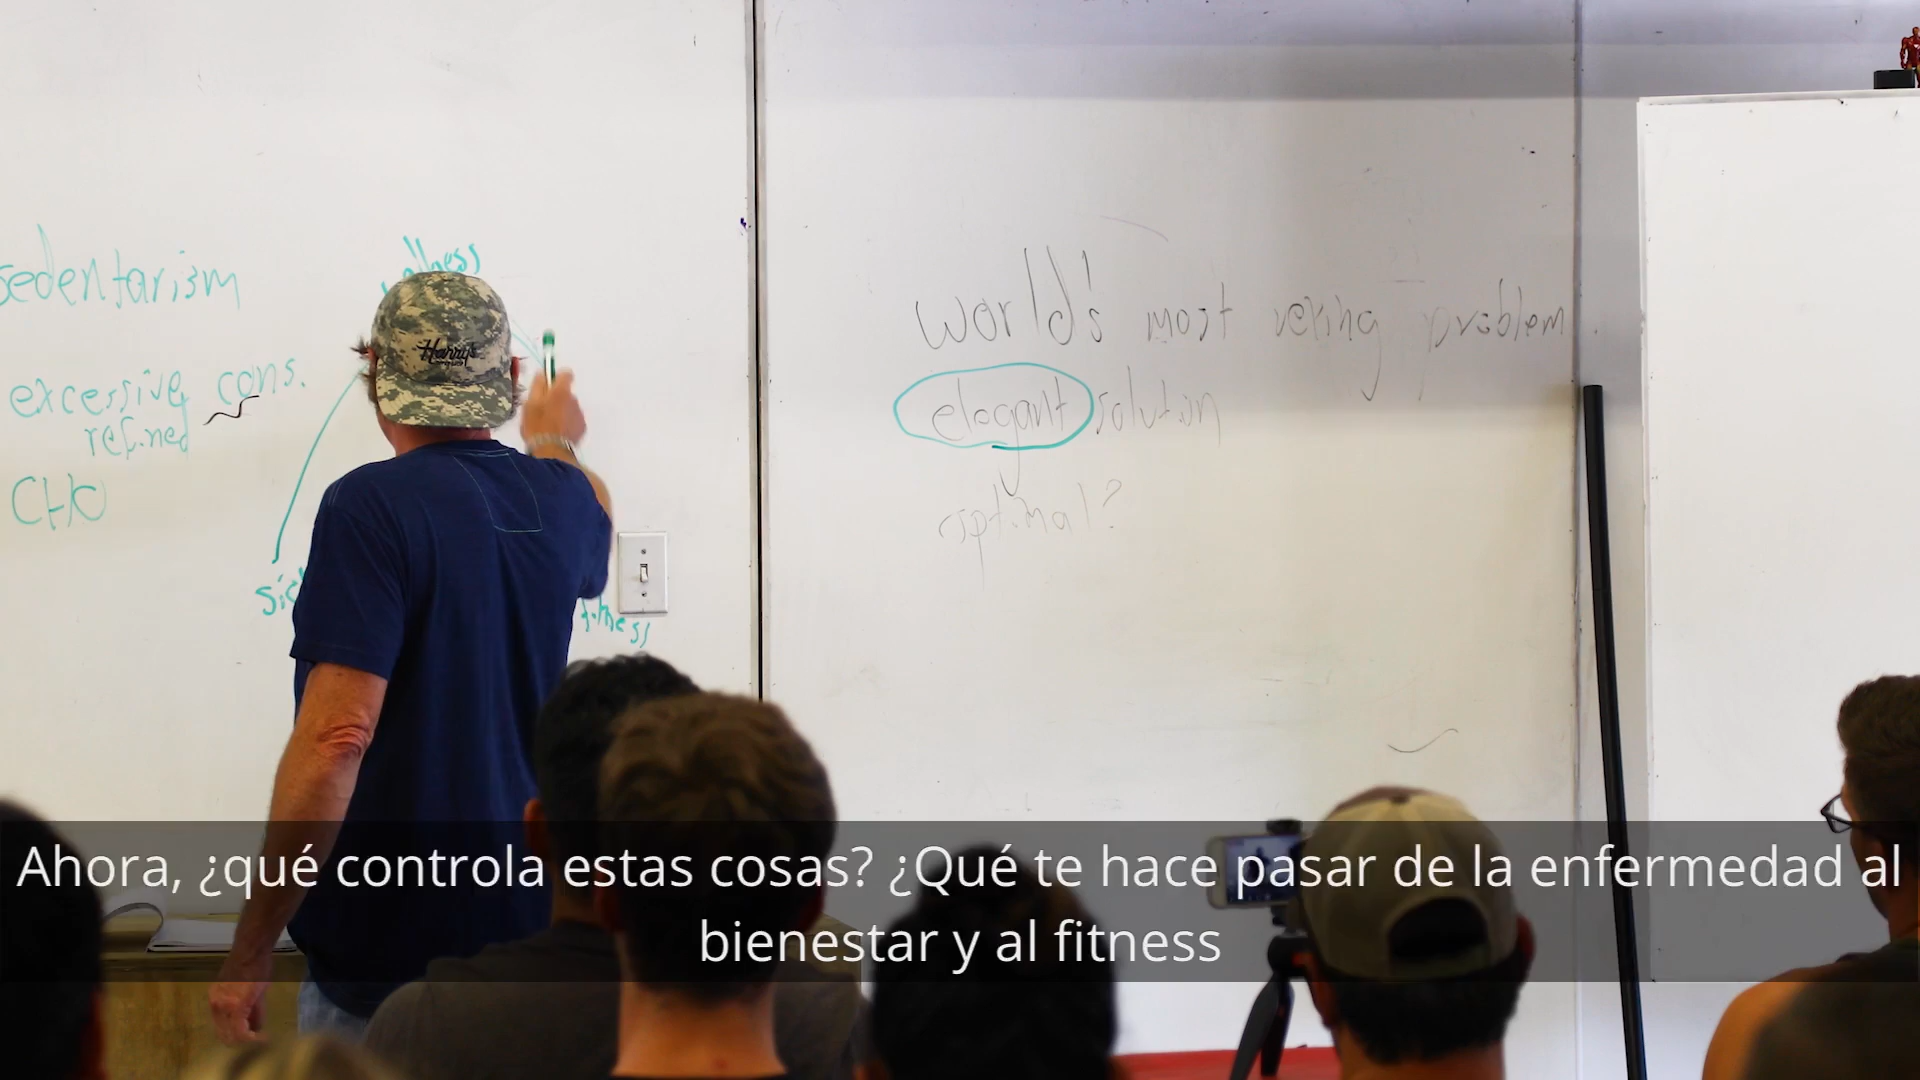 sedentarism
excessive cons.
refined
CHO
Harry's
world's most vexing problem.
elegant solution
optimal?
Ahora, ¿qué controla estas cosas? ¿Qué te hace pasar de la enfermedad al
bienestar y al fitness